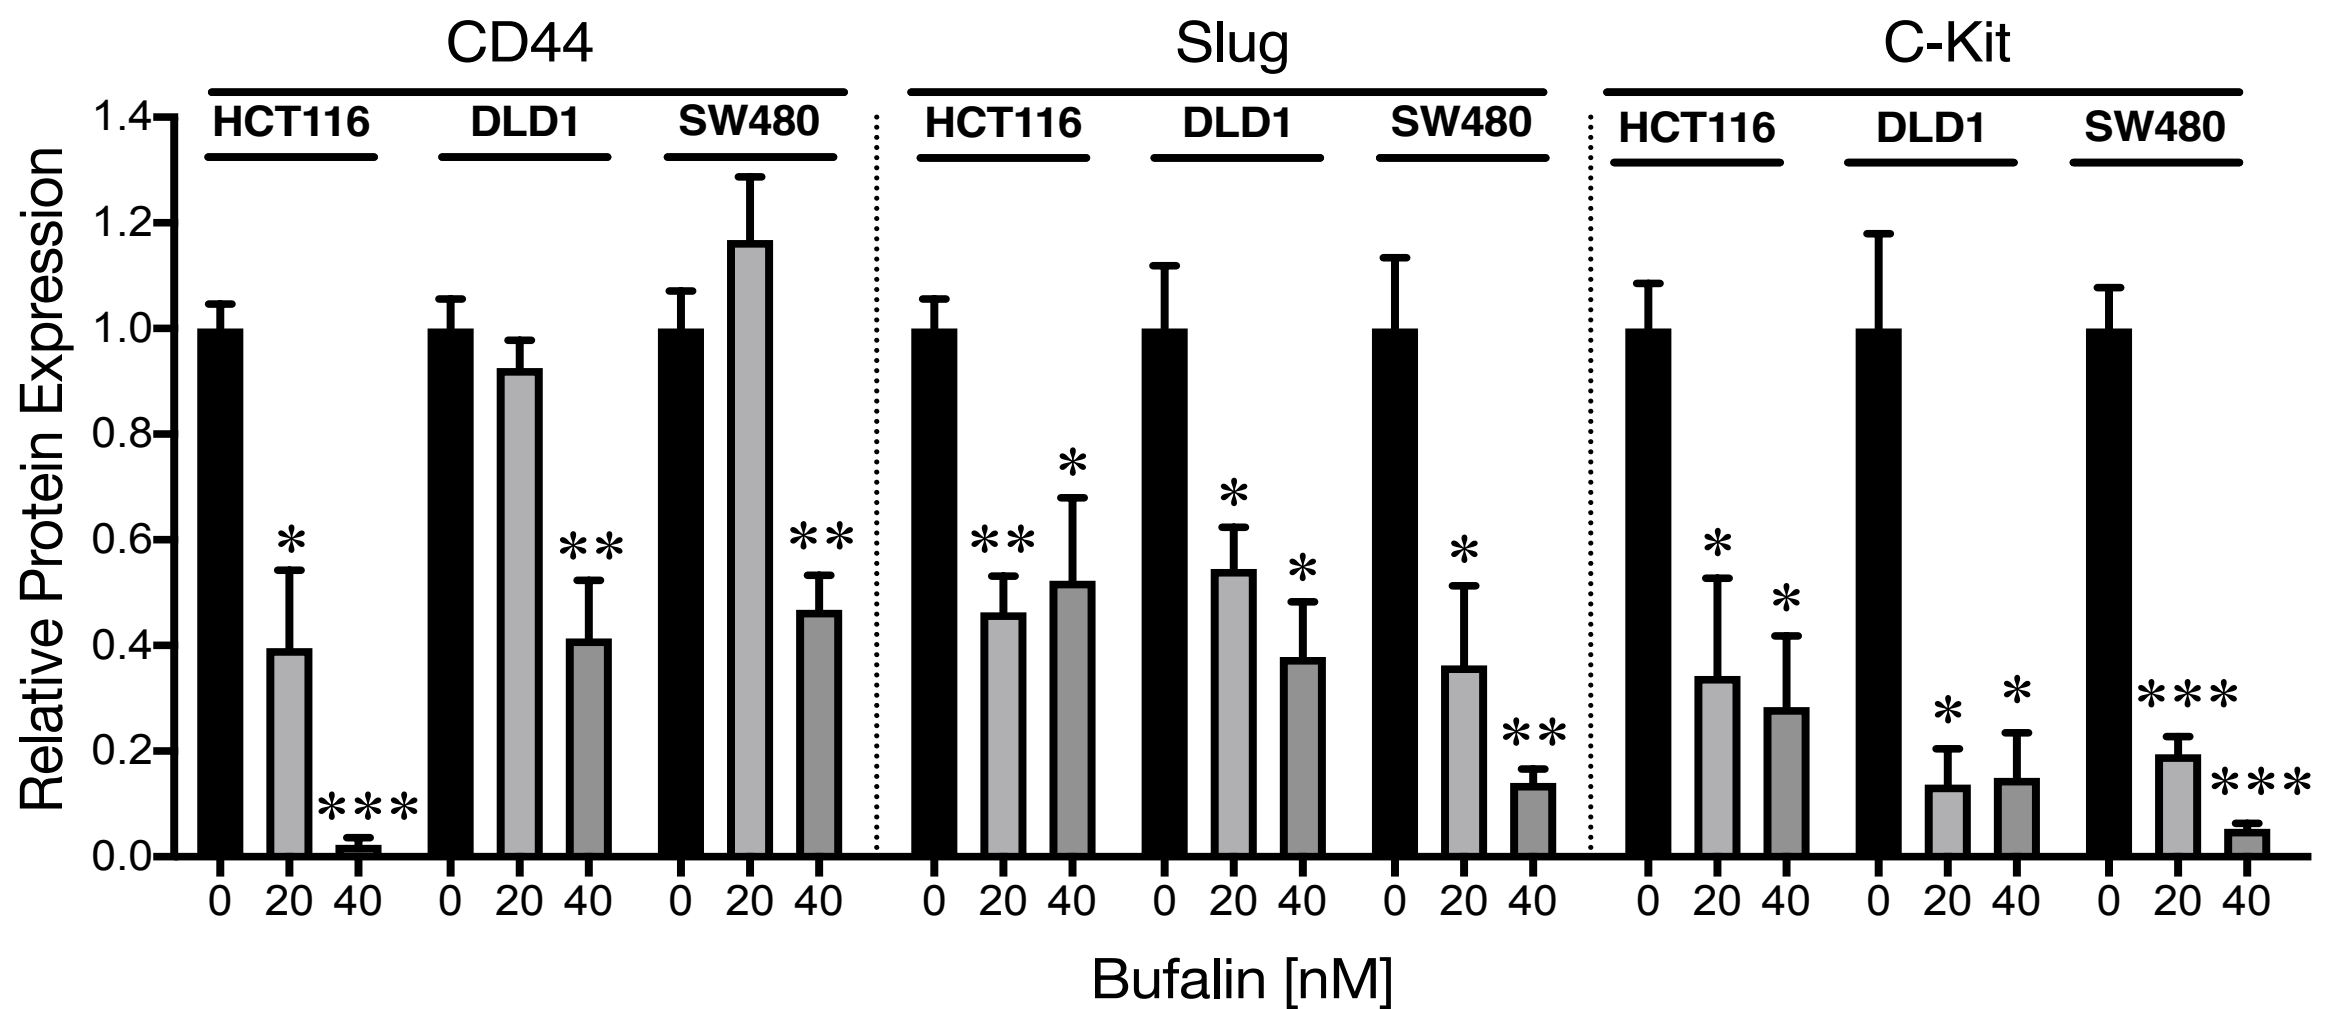 CD44 Slug C-Kit
HCT116 DLD1 SW480 HCT116 DLD1 SW480 HCT116 DLD1 SW480
Relative Protein Expression
1.4
1.2
1.0
0.8
0.6
0.4
0.2
0.0
* *** ** ** ** * * * * ** * * * * *** ***
0 20 40 0 20 40 0 20 40 0 20 40 0 20 40 0 20 40 0 20 40 0 20 40 0 20 40
Bufalin [nM]